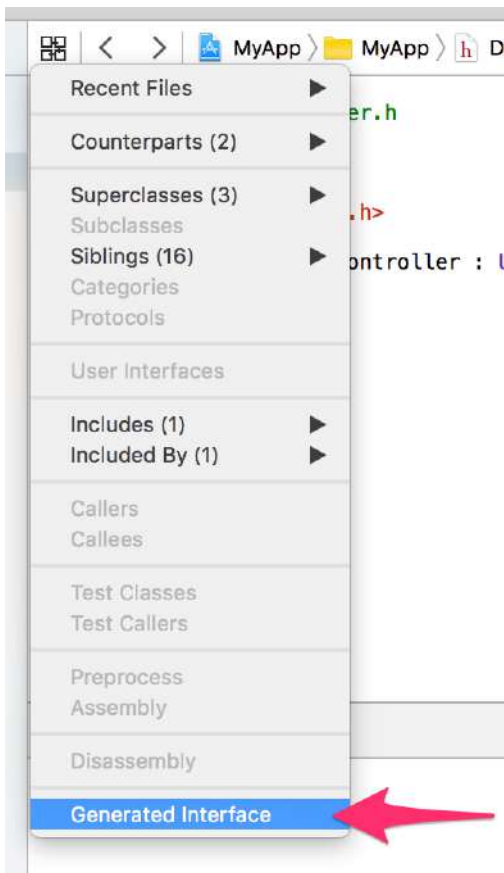 MyApp MyApp h D
Recent Files
er.h
Counterparts (2)
Superclasses (3)
.h>
Subclasses
Siblings (16)
ontroller : U
Categories
Protocols
User Interfaces
Includes (1)
Included By (1)
Callers
Callees
Test Classes
Test Callers
Preprocess
Assembly
Disassembly
Generated Interface